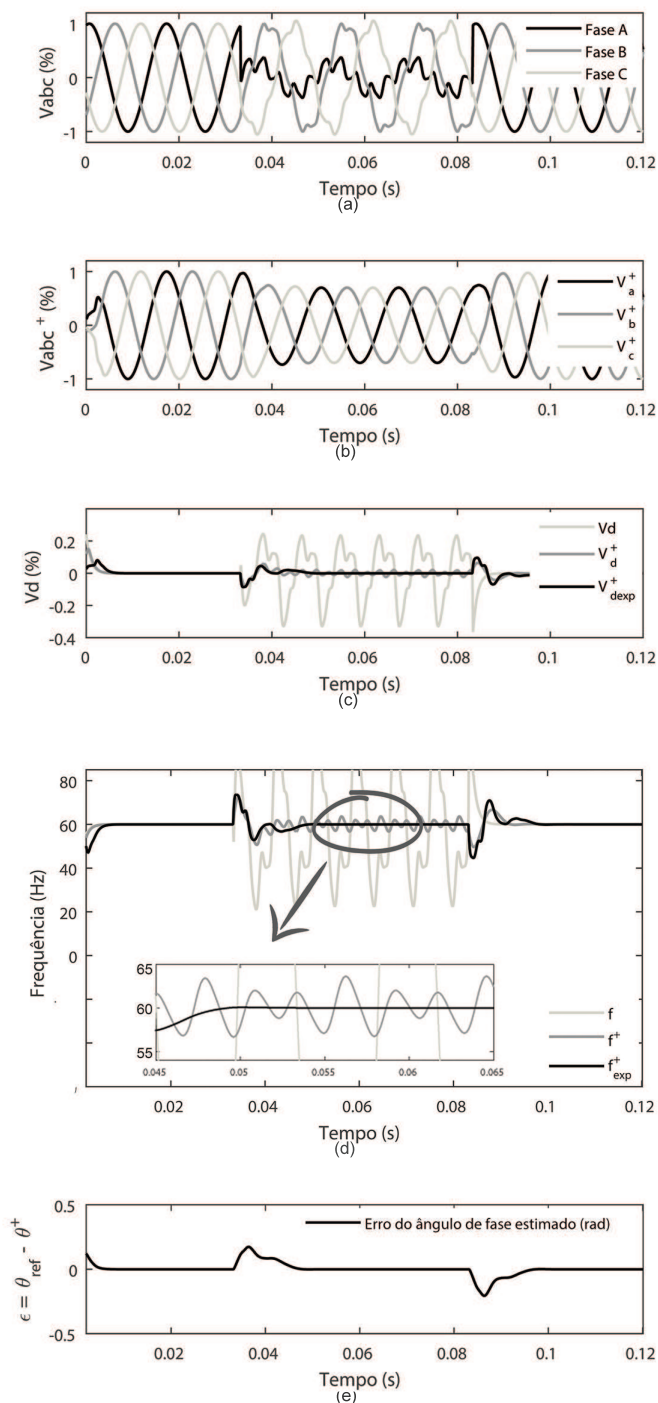 Vabc (%)
1
0
-1
Fase A
Fase B
Fase C
0 0.02 0.04 0.06 0.08 0.1 0.12
Tempo (s)
(a)
Vabc + (%)
1
0
-1
V+a
V+b
V+c
0 0.02 0.04 0.06 0.08 0.1 0.12
Tempo (s)
(b)
Vd (%)
0.2
0
-0.2
-0.4
Vd
V+d
V+dexp
0 0.02 0.04 0.06 0.08 0.1 0.12
Tempo (s)
(c)
Frequência (Hz)
80
60
40
20
0
65
60
55
0.045 0.05 0.055 0.06 0.065
f
f+
f+exp
0.02 0.04 0.06 0.08 0.1 0.12
Tempo (s)
(d)
ϵ = θref - θ+
0.5
0
-0.5
Erro do ângulo de fase estimado (rad)
0.02 0.04 0.06 0.08 0.1 0.12
Tempo (s)
(e)